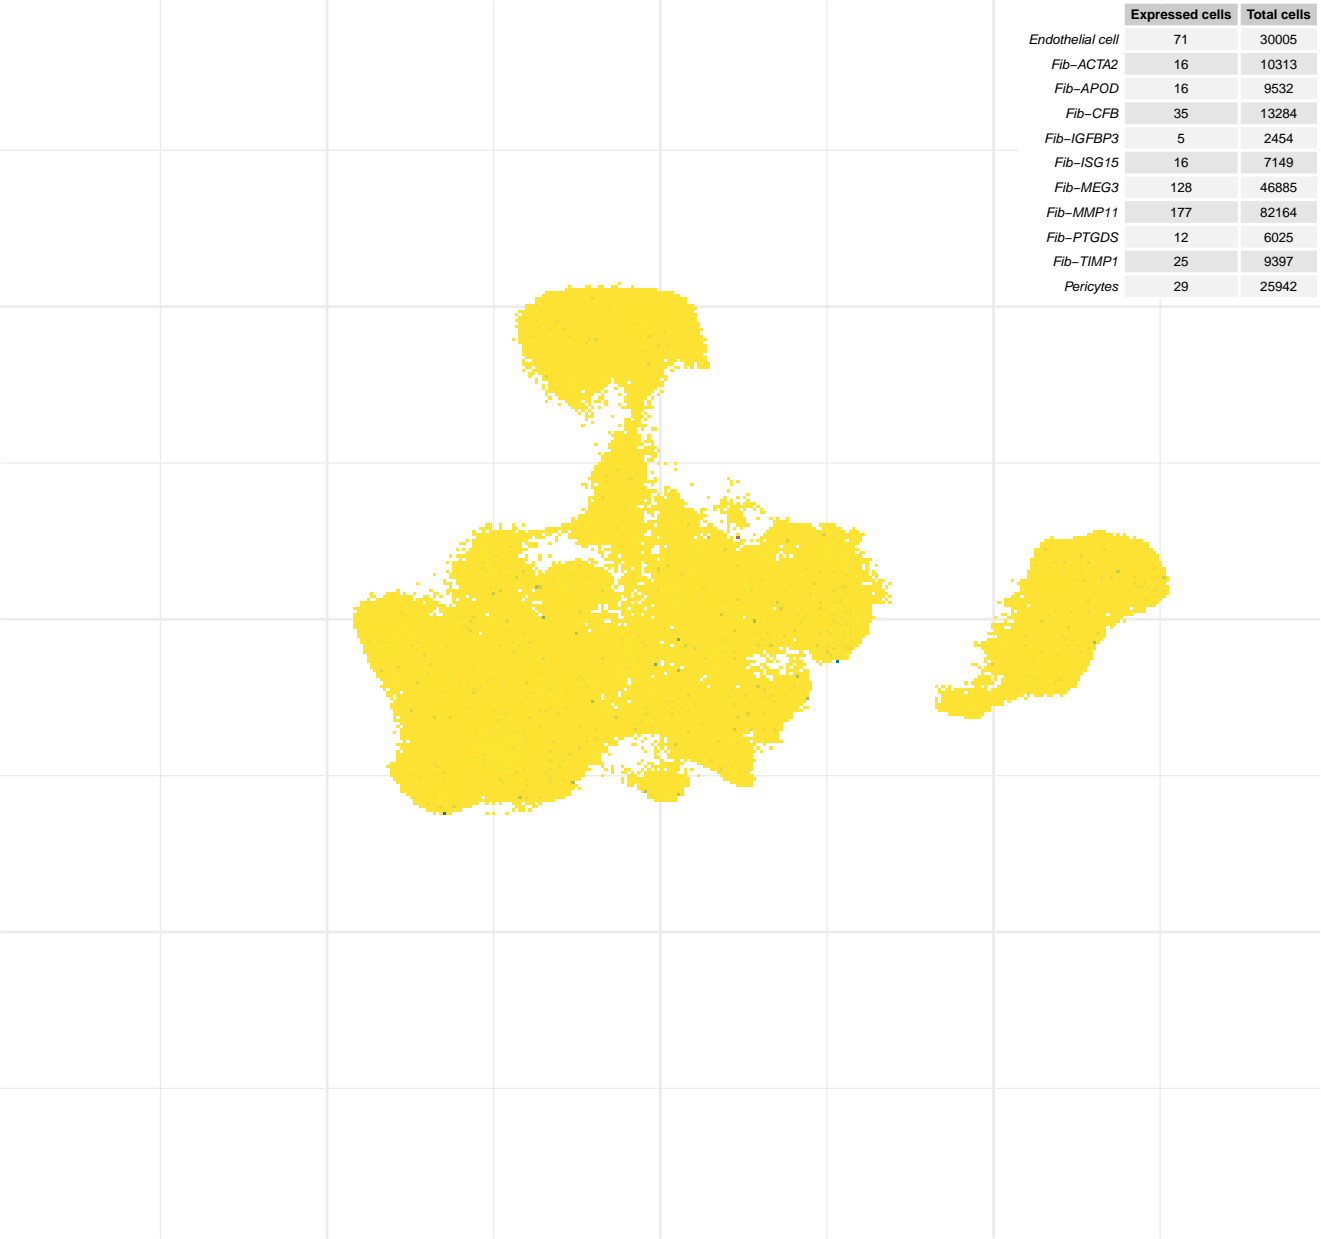 Expressed cells Total cells
Endothelial cell 71 30005
Fib−ACTA2 16 10313
Fib−APOD 16 9532
Fib−CFB 35 13284
Fib−IGFBP3 5 2454
Fib−ISG15 16 7149
Fib−MEG3 128 46885
Fib−MMP11 177 82164
Fib−PTGDS 12 6025
Fib−TIMP1 25 9397
Pericytes 29 25942